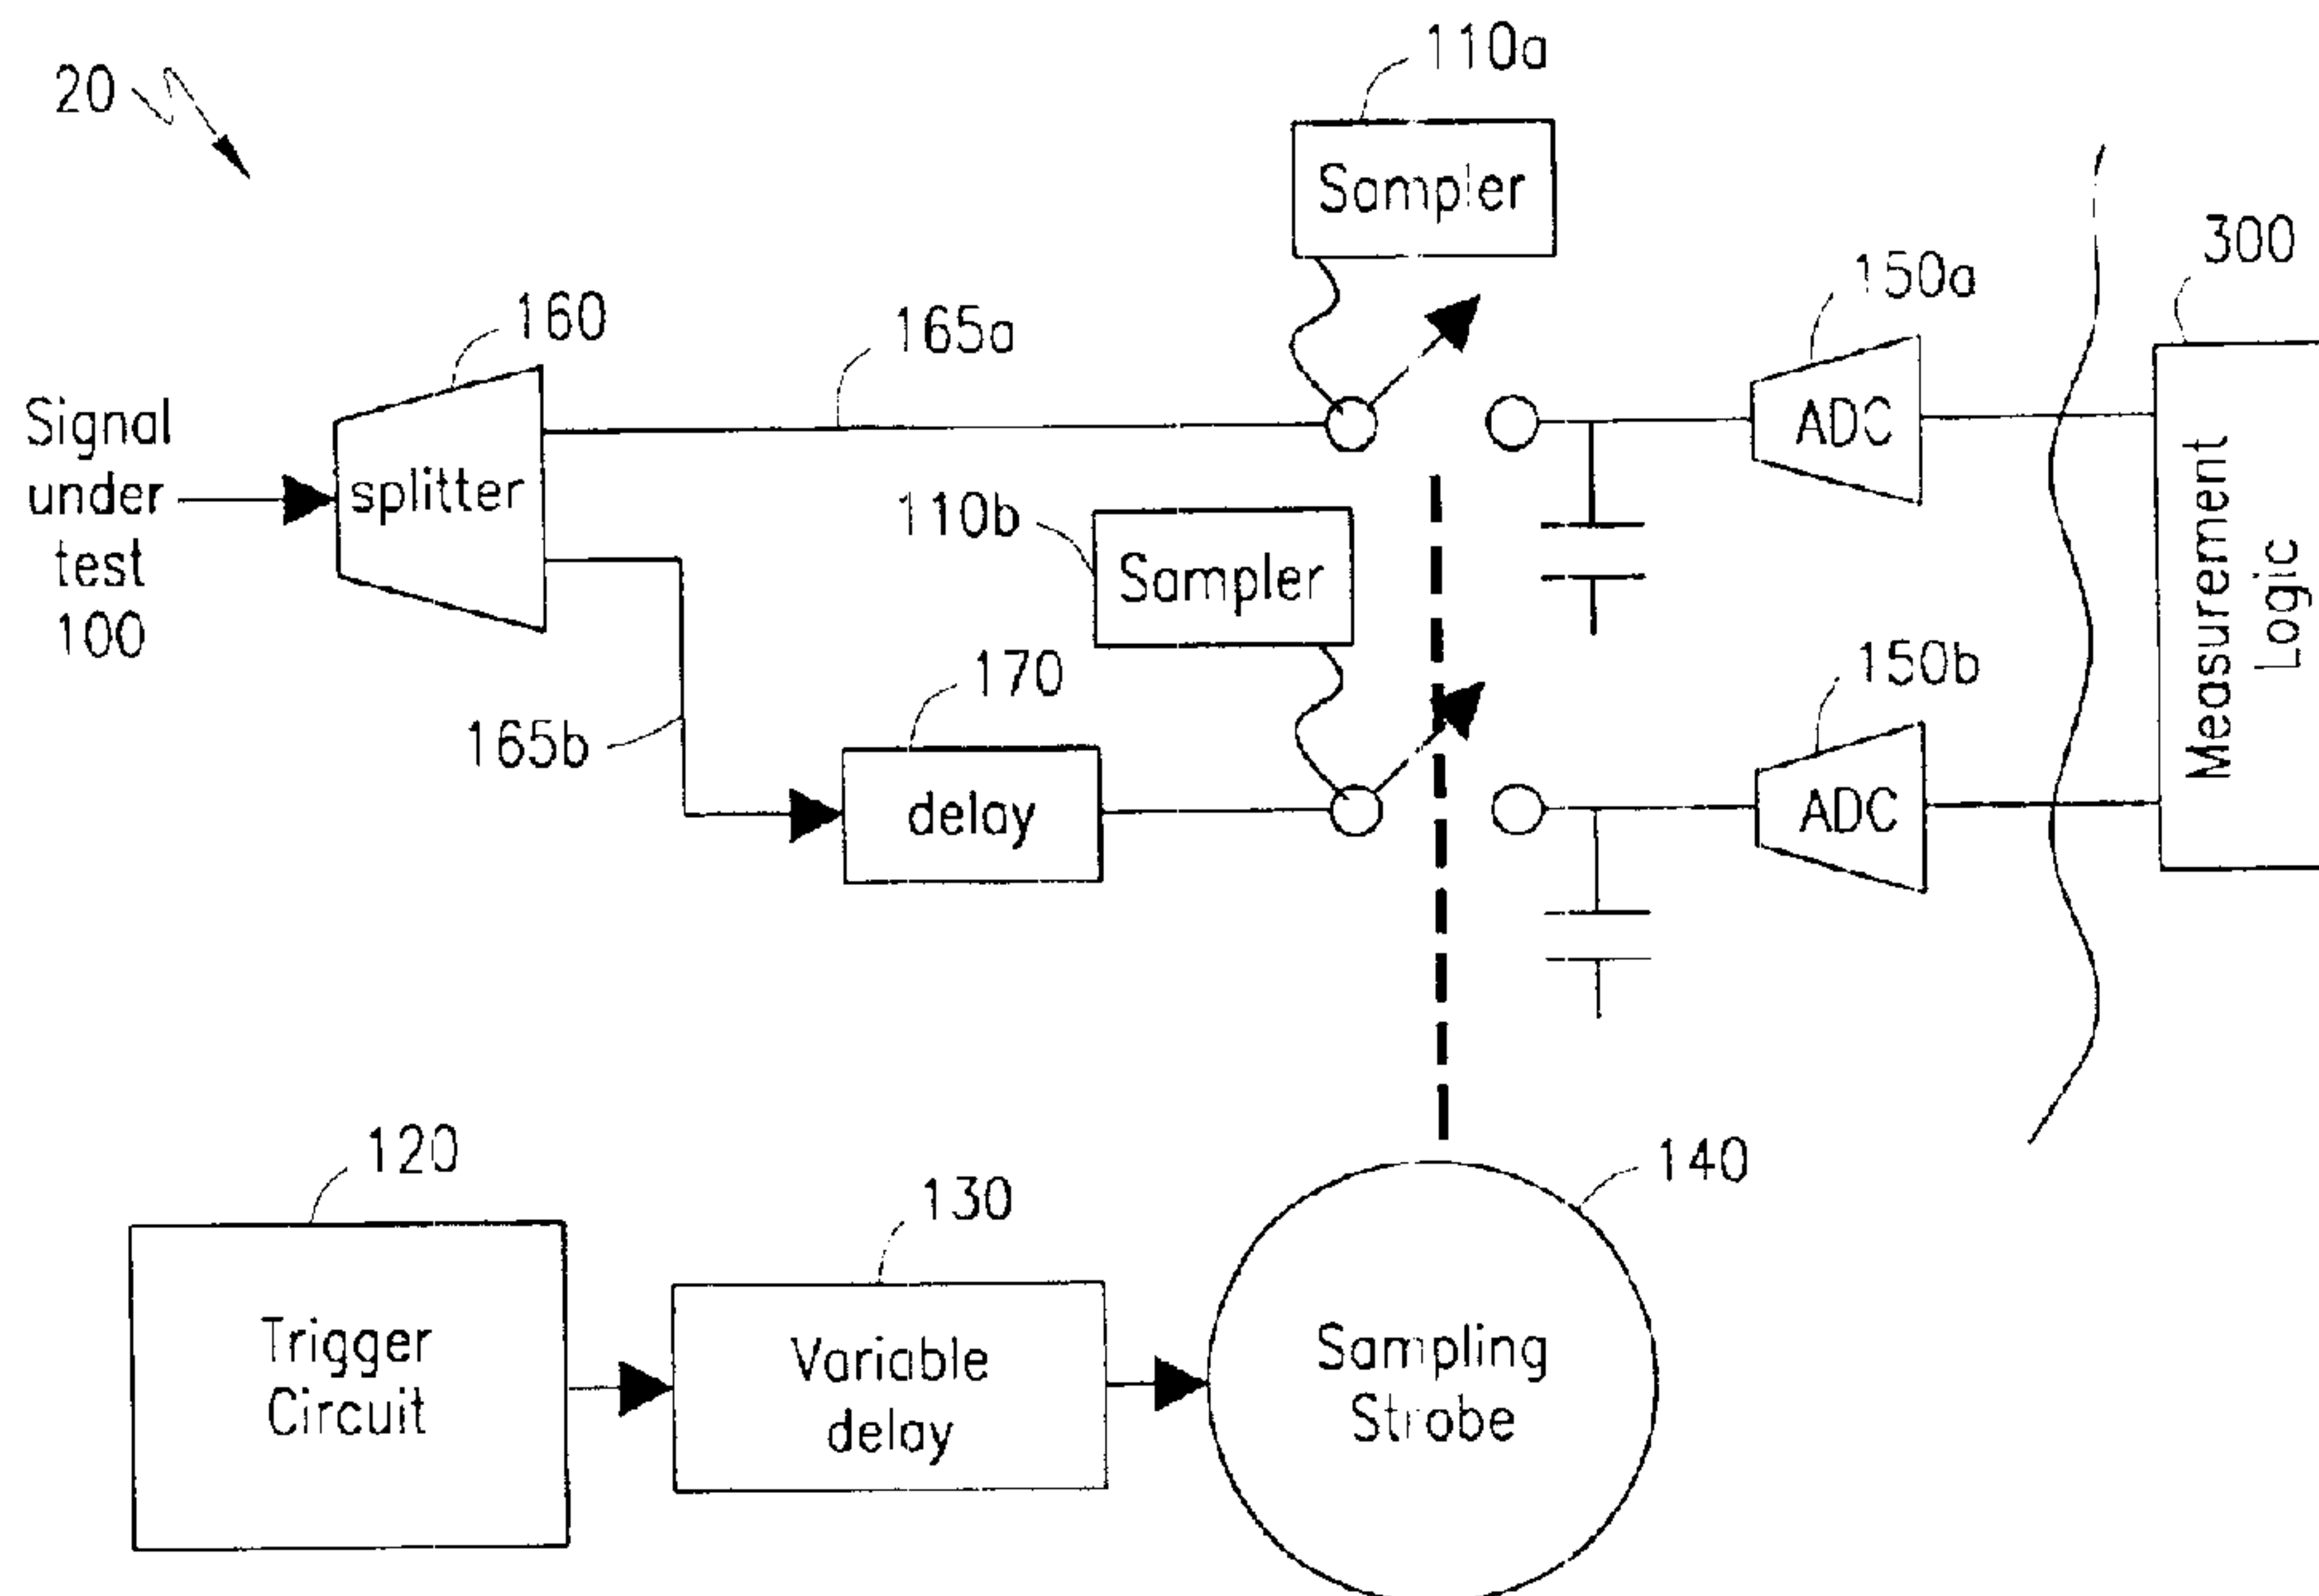 20
110a
Sampler
300
150a
160
165a
Signal
under
test
100
splitter
ADC
110b
Sampler
Measurement
Logic
170
150b
165b
delay
ADC
120
130
140
Trigger
Circuit
Variable
delay
Sampling
Strobe